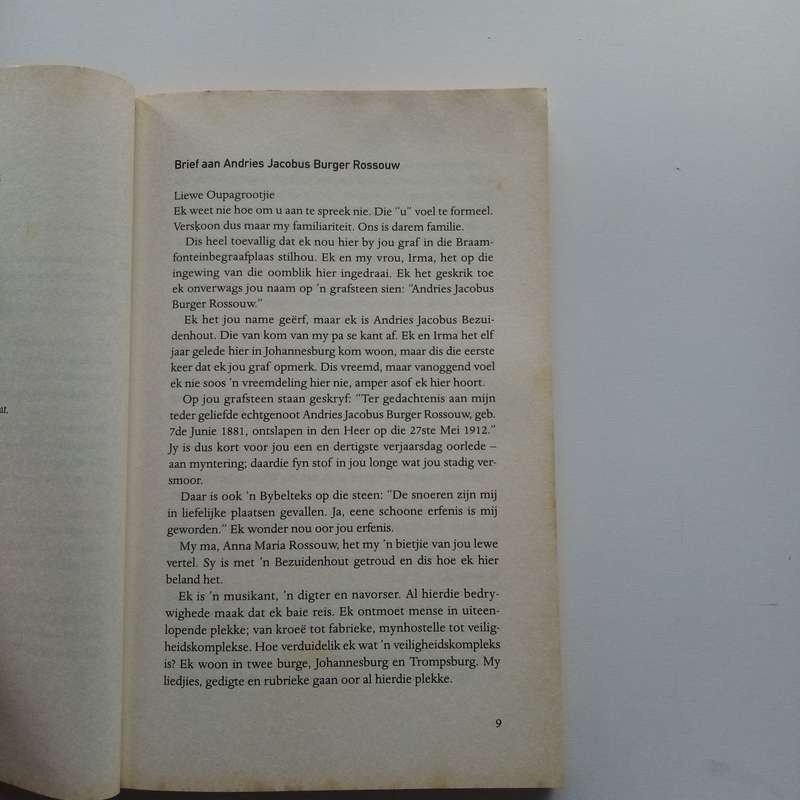 Brief aan Andries Jacobus Burger Rossouw
Liewe Oupagrootjie
Ek weet nie hoe om u aan te spreek nie. Die "u" voel te formeel.
Verskoon dus maar my familiariteit. Ons is darem familie.
Dis heel toevallig dat ek nou hier by jou graf in die Braam-
fonteinbegraafplaas stilhou. Ek en my vrou, Irma, het op die
ingewing van die oomblik hier ingedraai. Ek het geskrik toe
ek onverwags jou naam op 'n grafsteen sien: "Andries Jacobus
Burger Rossouw."
Ek het jou name geërf, maar ek is Andries Jacobus Bezui-
denhout. Die van kom van my pa se kant af. Ek en Irma het elf
jaar gelede hier in Johannesburg kom woon, maar dis die eerste
keer dat ek jou graf opmerk. Dis vreemd, maar vanoggend voel
ek nie soos 'n vreemdeling hier nie, amper asof ek hier hoort.
Op jou grafsteen staan geskryf: "Ter gedachtenis aan mijn
teder geliefde echtgenoot Andries Jacobus Burger Rossouw, geb.
7de Junie 1881, ontslapen in den Heer op die 27ste Mei 1912."
Jy is dus kort voor jou een en dertigste verjaarsdag oorlede –
aan myntering; daardie fyn stof in jou longe wat jou stadig ver-
smoor.
Daar is ook 'n Bybelteks op die steen: "De snoeren zijn mij
in liefelijke plaatsen gevallen. Ja, eene schoone erfenis is mij
geworden." Ek wonder nou oor jou erfenis.
My ma, Anna Maria Rossouw, het my 'n bietjie van jou lewe
vertel. Sy is met 'n Bezuidenhout getroud en dis hoe ek hier
beland het.
Ek is 'n musikant, 'n digter en navorser. Al hierdie bedry-
wighede maak dat ek baie reis. Ek ontmoet mense in uiteen-
lopende plekke; van kroeë tot fabrieke, mynhostelle tot veilig-
heidskomplekse. Hoe verduidelik ek wat 'n veiligheidskompleks
is? Ek woon in twee burge, Johannesburg en Trompsburg. My
liedjies, gedigte en rubrieke gaan oor al hierdie plekke.
9